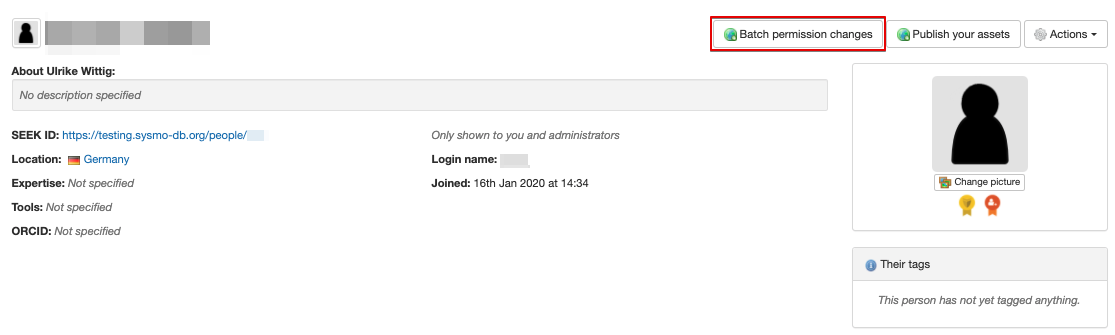 Batch permission changes
Publish your assets
Actions
About Ulrike Wittig:
No description specified
SEEK ID: https://testing.sysmo-db.org/people/
Only shown to you and administrators
Location: Germany
Login name:
Expertise: Not specified
Joined: 16th Jan 2020 at 14:34
Tools: Not specified
ORCID: Not specified
Change picture
Their tags
This person has not yet tagged anything.